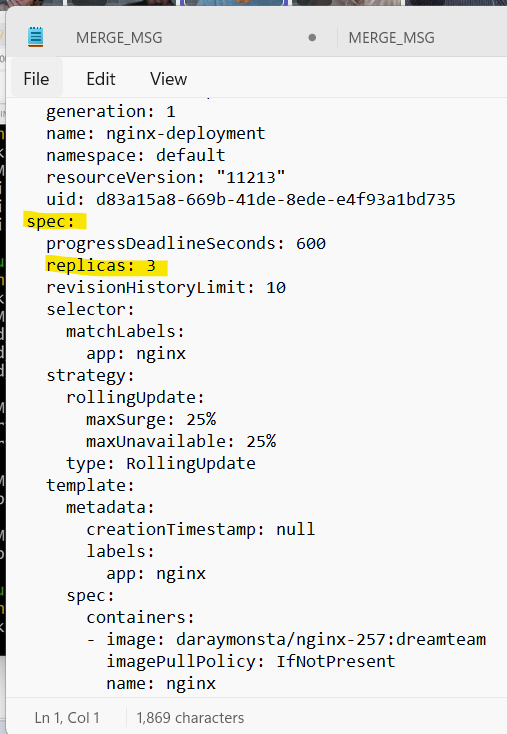 MERGE_MSG
MERGE_MSG
File Edit View
generation: 1
name: nginx-deployment
namespace: default
resourceVersion: "11213"
uid: d83a15a8-669b-41de-8ede-e4f93a1bd735
spec:
progressDeadlineSeconds: 600
replicas: 3
revisionHistoryLimit: 10
selector:
matchLabels:
app: nginx
strategy:
rollingUpdate:
maxSurge: 25%
maxUnavailable: 25%
type: RollingUpdate
template:
metadata:
creationTimestamp: null
labels:
app: nginx
spec:
containers:
- image: daraymonsta/nginx-257:dreamteam
imagePullPolicy: IfNotPresent
name: nginx
Ln 1, Col 1 1,869 characters